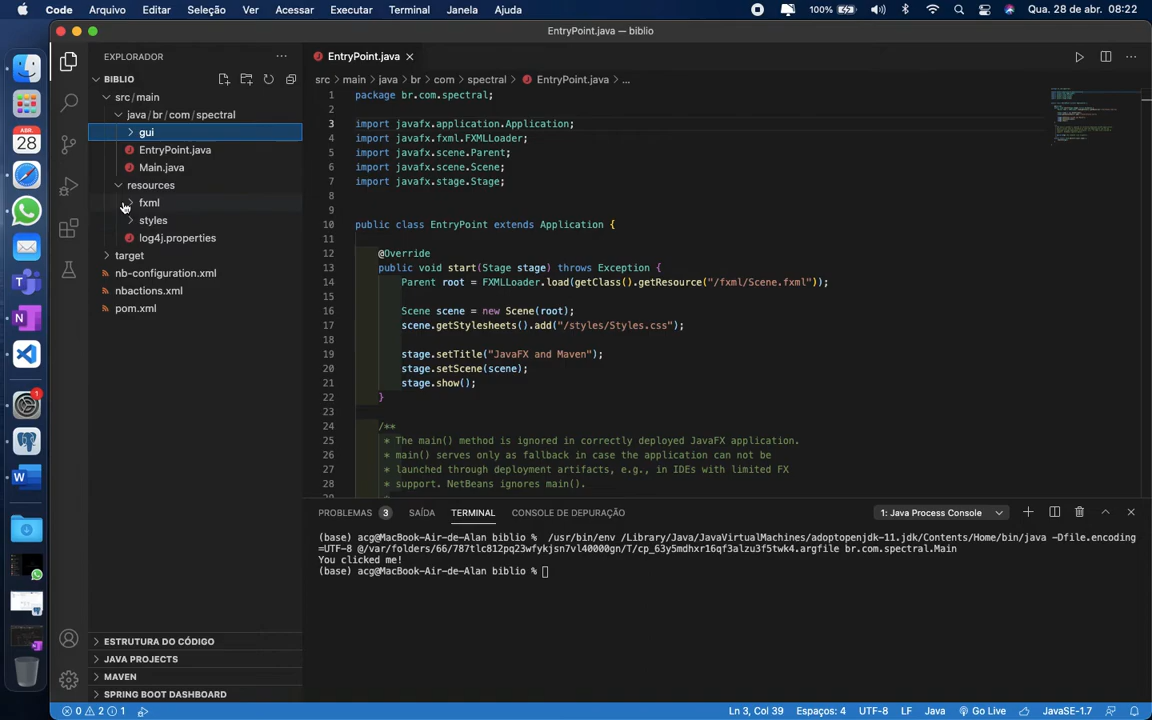 Code Arquivo Editar Seleção Ver Acessar Executar Terminal Janela Ajuda 100% Qua. 28 de abr. 08:22
EntryPoint.java — biblio
ABR.
28
1
EXPLORADOR
BIBLIO
src/main
java/br/com/spectral
gui
EntryPoint.java
Main.java
resources
fxml
styles
log4j.properties
target
nb-configuration.xml
nbactions.xml
pom.xml
ESTRUTURA DO CÓDIGO
JAVA PROJECTS
MAVEN
SPRING BOOT DASHBOARD
EntryPoint.java
src > main > java > br > com > spectral > EntryPoint.java > ...
1 package br.com.spectral;
2
3 import javafx.application.Application;
4 import javafx.fxml.FXMLLoader;
5 import javafx.scene.Parent;
6 import javafx.scene.Scene;
7 import javafx.stage.Stage;
8
9
10 public class EntryPoint extends Application {
11
12 @Override
13 public void start(Stage stage) throws Exception {
14 Parent root = FXMLLoader.load(getClass().getResource("/fxml/Scene.fxml"));
15
16 Scene scene = new Scene(root);
17 scene.getStylesheets().add("/styles/Styles.css");
18
19 stage.setTitle("JavaFX and Maven");
20 stage.setScene(scene);
21 stage.show();
22 }
23
24 /**
25 * The main() method is ignored in correctly deployed JavaFX application.
26 * main() serves only as fallback in case the application can not be
27 * launched through deployment artifacts, e.g., in IDEs with limited FX
28 * support. NetBeans ignores main().
29 *
PROBLEMAS 3 SAÍDA TERMINAL CONSOLE DE DEPURAÇÃO 1: Java Process Console
(base) acg@MacBook-Air-de-Alan biblio % /usr/bin/env /Library/Java/JavaVirtualMachines/adoptopenjdk-11.jdk/Contents/Home/bin/java -Dfile.encoding
=UTF-8 @/var/folders/66/787tlc812pq23wfykjsn7vl40000gn/T/cp_63y5mdhxr16qf3alzu3f5twk4.argfile br.com.spectral.Main
You clicked me!
(base) acg@MacBook-Air-de-Alan biblio %
0 2 1 Ln 3, Col 39 Espaços: 4 UTF-8 LF Java Go Live JavaSE-1.7